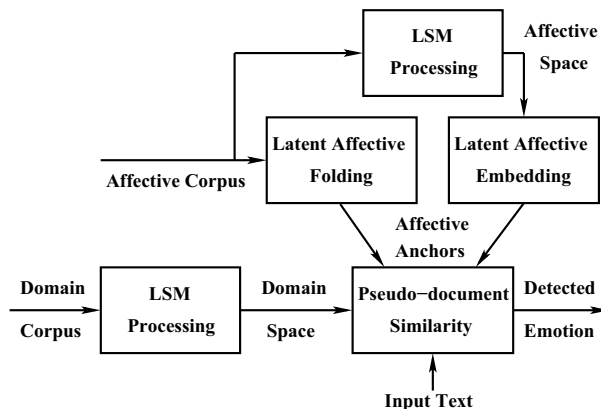 LSM
Processing
Affective
Space
Latent Affective
Folding
Latent Affective
Embedding
Affective Corpus
Affective
Anchors
Domain
Corpus
LSM
Processing
Domain
Space
Pseudo−document
Similarity
Detected
Emotion
Input Text